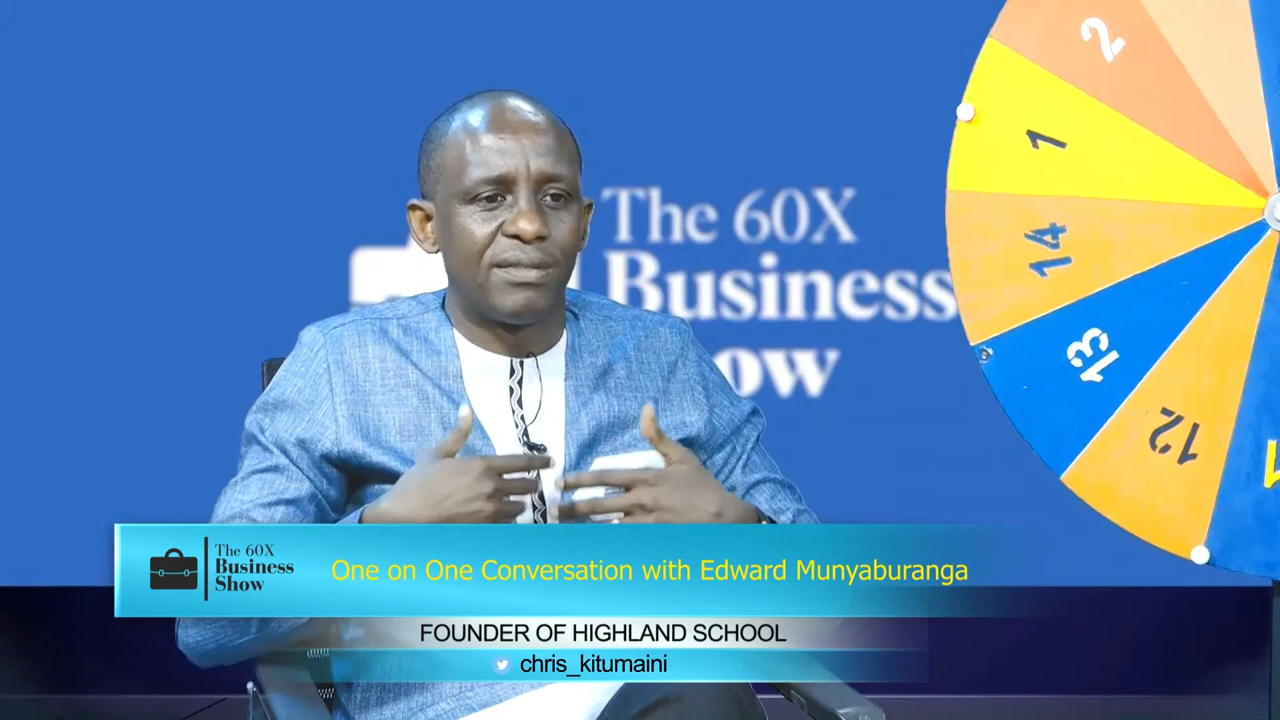 The 60X
Business
Show
2
1
14
13
12
The 60X
Business
Show
One on One Conversation with Edward Munyaburanga
FOUNDER OF HIGHLAND SCHOOL
chris_kitumaini